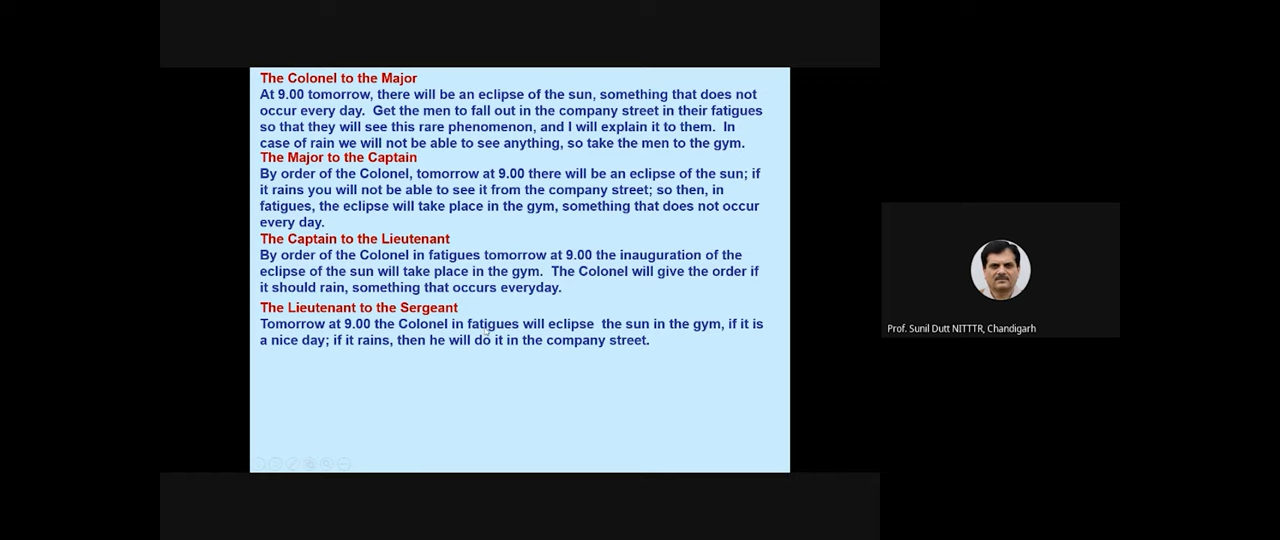 The Colonel to the Major
At 9.00 tomorrow, there will be an eclipse of the sun, something that does not
occur every day.  Get the men to fall out in the company street in their fatigues
so that they will see this rare phenomenon, and I will explain it to them.  In
case of rain we will not be able to see anything, so take the men to the gym.
The Major to the Captain
By order of the Colonel, tomorrow at 9.00 there will be an eclipse of the sun; if
it rains you will not be able to see it from the company street; so then, in
fatigues, the eclipse will take place in the gym, something that does not occur
every day.
The Captain to the Lieutenant
By order of the Colonel in fatigues tomorrow at 9.00 the inauguration of the
eclipse of the sun will take place in the gym.  The Colonel will give the order if
it should rain, something that occurs everyday.
The Lieutenant to the Sergeant
Tomorrow at 9.00 the Colonel in fatigues will eclipse  the sun in the gym, if it is
a nice day; if it rains, then he will do it in the company street.
Prof. Sunil Dutt NITTTR, Chandigarh